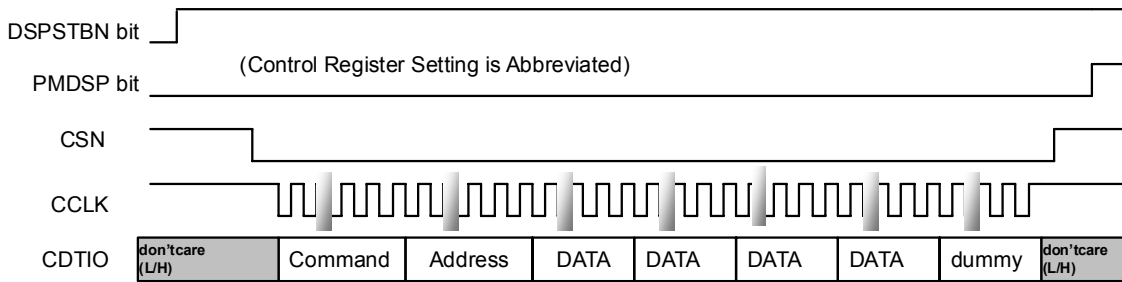 DSPSTBN bit
(Control Register Setting is Abbreviated)
PMDSP bit
CSN
CCLK
CDTIO
don'tcare
(L/H)
Command
Address
DATA
DATA
DATA
DATA
dummy
don'tcare
(L/H)